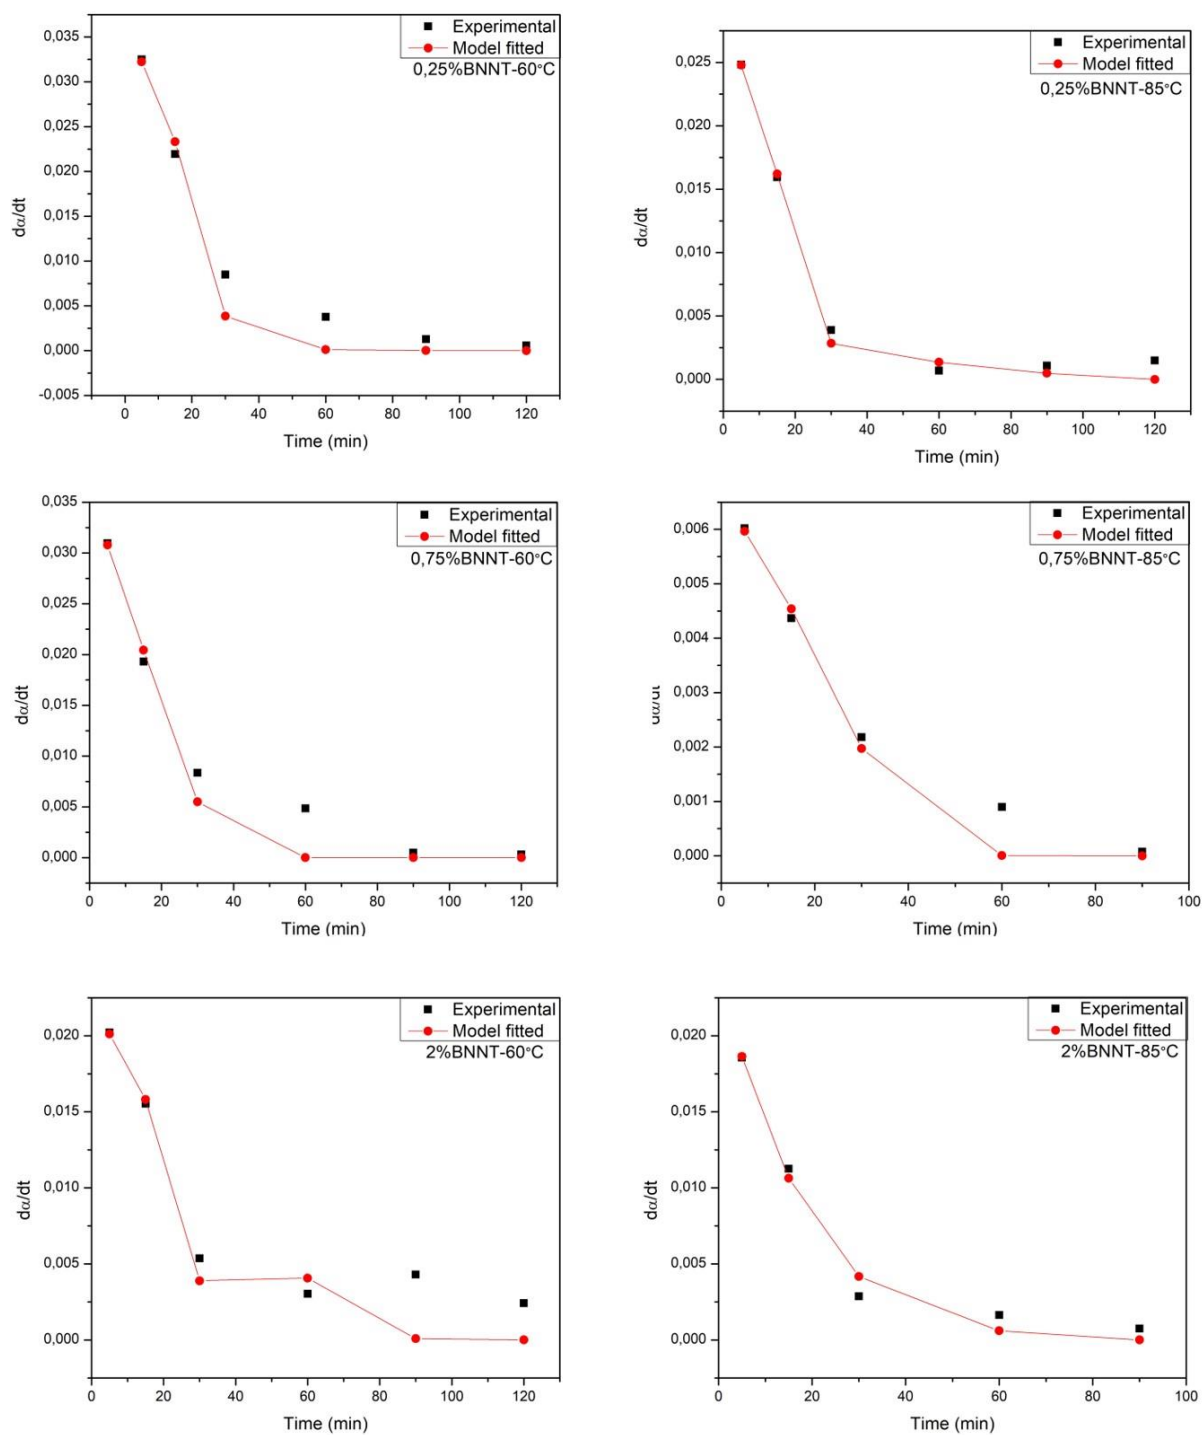 0,035
0,030
0,025
0,020
0,015
0,010
0,005
0,000
-0,005
dα/dt
Experimental
Model fitted
0,25%BNNT-60°C
0 20 40 60 80 100 120
Time (min)
0,025
0,020
0,015
0,010
0,005
0,000
dα/dt
Experimental
Model fitted
0,25%BNNT-85°C
0 20 40 60 80 100 120
Time (min)
0,035
0,030
0,025
0,020
0,015
0,010
0,005
0,000
dα/dt
Experimental
Model fitted
0,75%BNNT-60°C
0 20 40 60 80 100 120
Time (min)
0,006
0,005
0,004
0,003
0,002
0,001
0,000
dα/dt
Experimental
Model fitted
0,75%BNNT-85°C
0 20 40 60 80 100
Time (min)
0,020
0,015
0,010
0,005
0,000
dα/dt
Experimental
Model fitted
2%BNNT-60°C
0 20 40 60 80 100 120
Time (min)
0,020
0,015
0,010
0,005
0,000
dα/dt
Experimental
Model fitted
2%BNNT-85°C
0 20 40 60 80 100
Time (min)